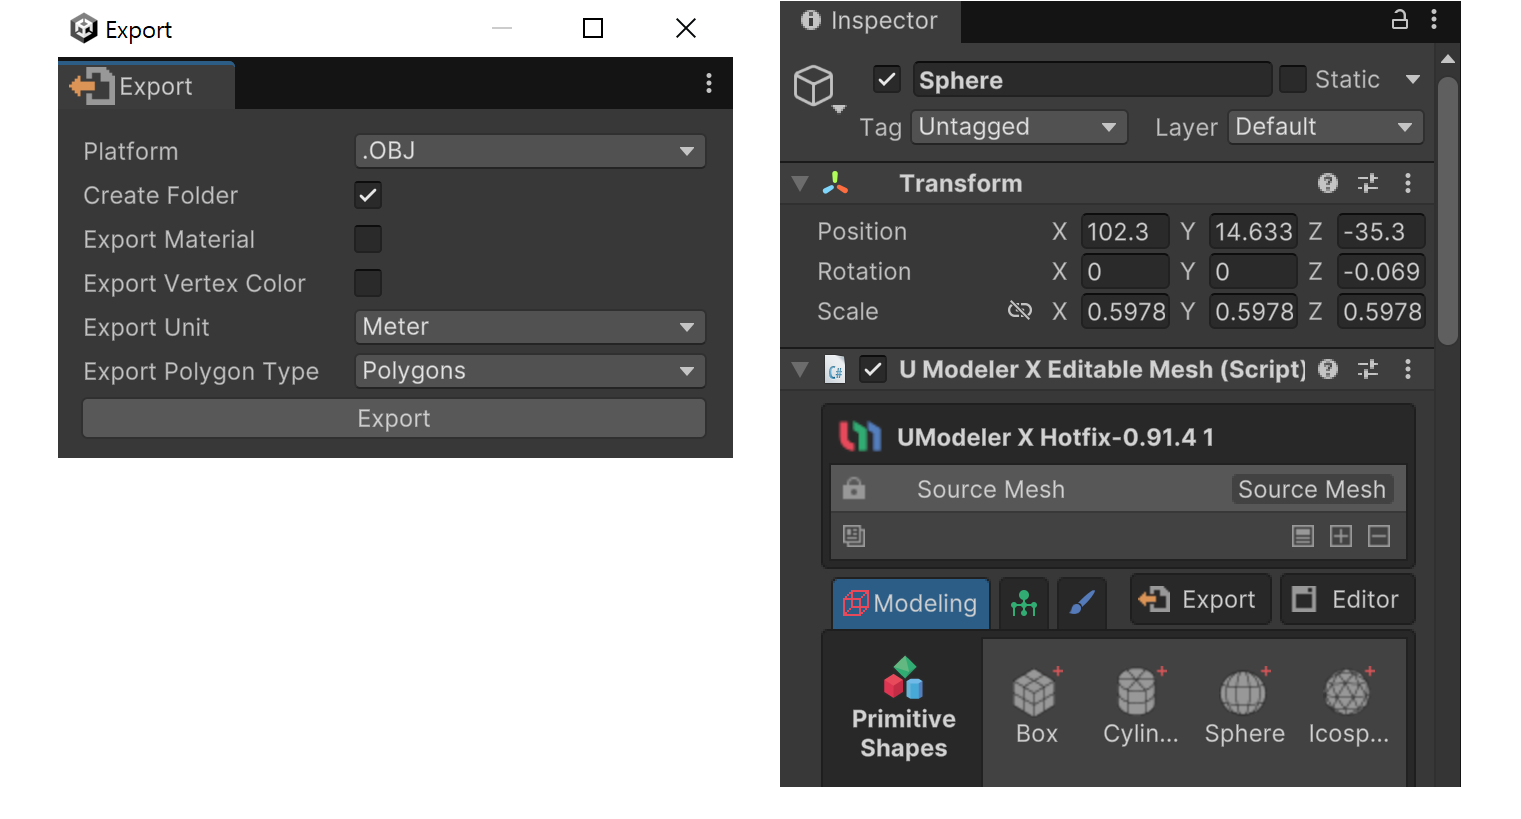 Export
Export
Platform .OBJ
Create Folder
Export Material
Export Vertex Color
Export Unit Meter
Export Polygon Type Polygons
Export
Inspector
Sphere Static
Tag Untagged Layer Default
Transform
Position X 102.3 Y 14.633 Z -35.3
Rotation X 0 Y 0 Z -0.069
Scale X 0.5978 Y 0.5978 Z 0.5978
C# U Modeler X Editable Mesh (Script)
UModeler X Hotfix-0.91.4 1
Source Mesh Source Mesh
Modeling Export Editor
Primitive
Shapes
Box Cylin... Sphere Icosp...